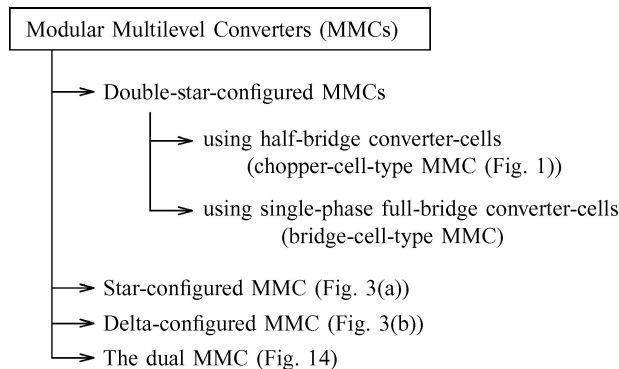 Modular Multilevel Converters (MMCs)
Double-star-configured MMCs
using half-bridge converter-cells
(chopper-cell-type MMC (Fig. 1))
using single-phase full-bridge converter-cells
(bridge-cell-type MMC)
Star-configured MMC (Fig. 3(a))
Delta-configured MMC (Fig. 3(b))
The dual MMC (Fig. 14)